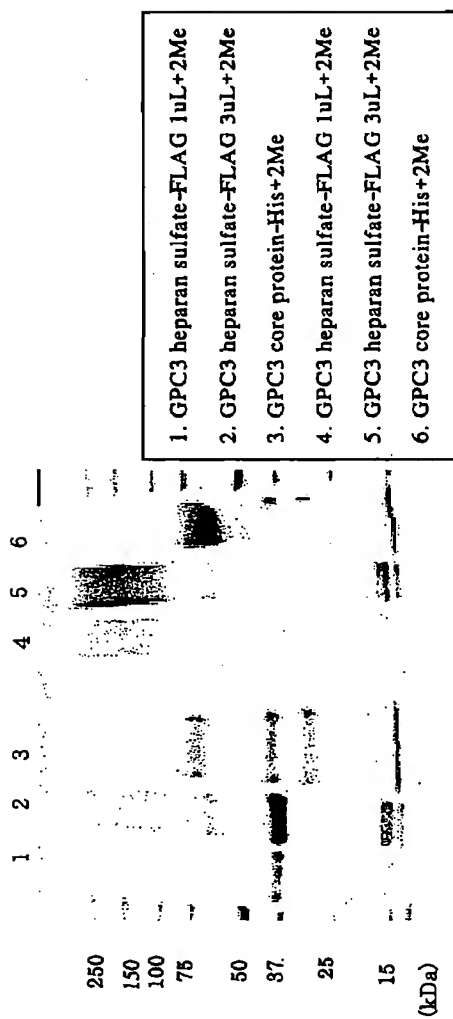 1 2 3 4 5 6
250
150
100
75
50
37.
25
15
(kDa)
1. GPC3 heparan sulfate-FLAG 1uL+2Me
2. GPC3 heparan sulfate-FLAG 3uL+2Me
3. GPC3 core protein-His+2Me
4. GPC3 heparan sulfate-FLAG 1uL+2Me
5. GPC3 heparan sulfate-FLAG 3uL+2Me
6. GPC3 core protein-His+2Me